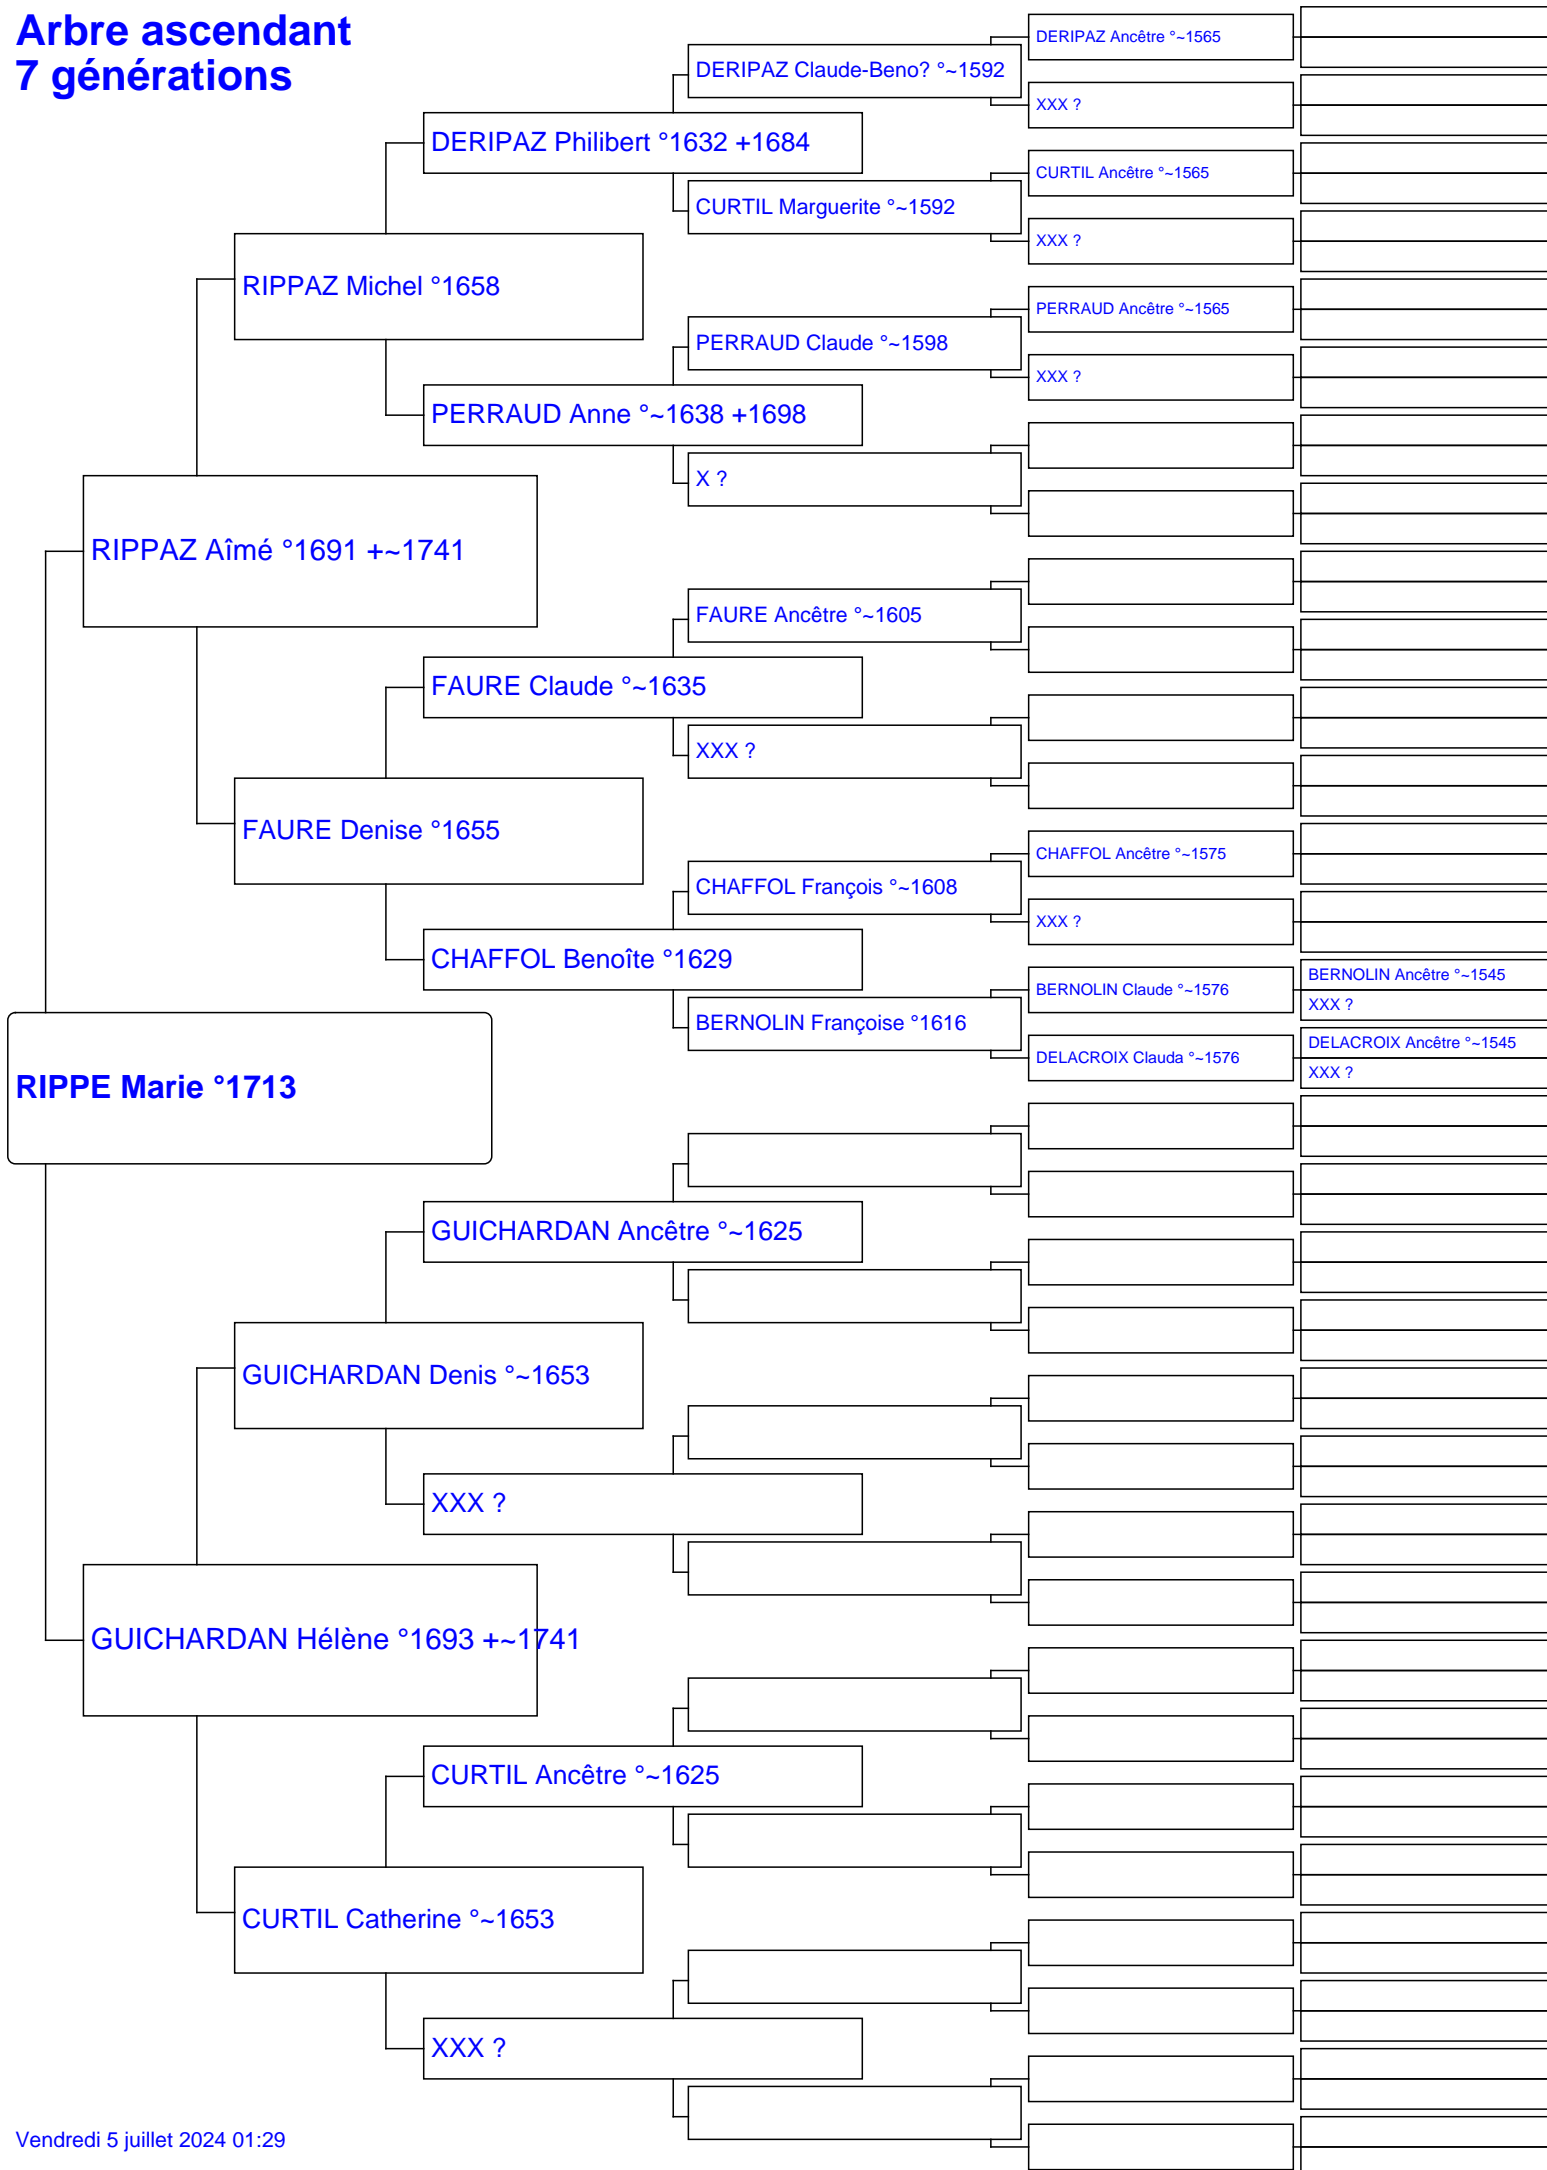 Arbre ascendant
7 générations
DERIPAZ Ancêtre °~1565
DERIPAZ Claude-Beno? °~1592
XXX ?
DERIPAZ Philibert °1632 +1684
CURTIL Ancêtre °~1565
CURTIL Marguerite °~1592
XXX ?
RIPPAZ Michel °1658
PERRAUD Ancêtre °~1565
PERRAUD Claude °~1598
XXX ?
PERRAUD Anne °~1638 +1698
X ?
RIPPAZ Aîmé °1691 +~1741
FAURE Ancêtre °~1605
FAURE Claude °~1635
XXX ?
FAURE Denise °1655
CHAFFOL Ancêtre °~1575
CHAFFOL François °~1608
XXX ?
CHAFFOL Benoîte °1629
BERNOLIN Ancêtre °~1545
BERNOLIN Claude °~1576
XXX ?
BERNOLIN Françoise °1616
DELACROIX Ancêtre °~1545
DELACROIX Clauda °~1576
XXX ?
RIPPE Marie °1713
GUICHARDAN Ancêtre °~1625
GUICHARDAN Denis °~1653
XXX ?
GUICHARDAN Hélène °1693 +~1741
CURTIL Ancêtre °~1625
CURTIL Catherine °~1653
XXX ?
Vendredi 5 juillet 2024 01:29